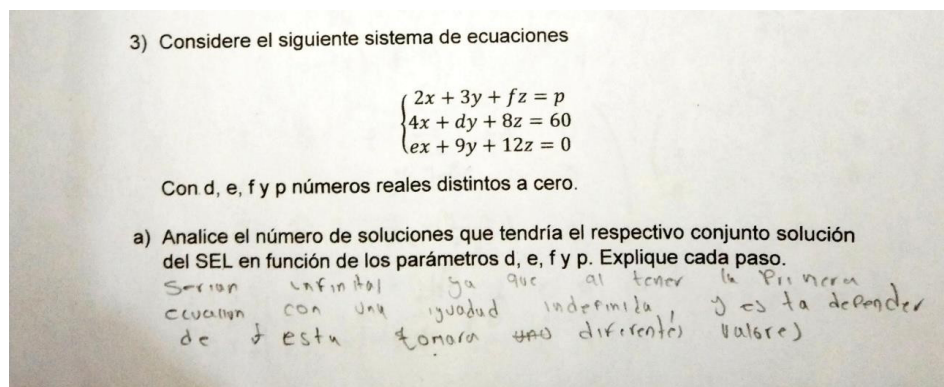 3) Considere el siguiente sistema de ecuaciones
2x + 3y + fz = p
4x + dy + 8z = 60
ex + 9y + 12z = 0
Con d, e, f y p números reales distintos a cero.
a) Analice el número de soluciones que tendría el respectivo conjunto solución
del SEL en función de los parámetros d, e, f y p. Explique cada paso.
Serian infinitas ya que al tener la Primera
ecuación con una igualdad indefinida, y esta depender
de f esta tomara diferentes valores